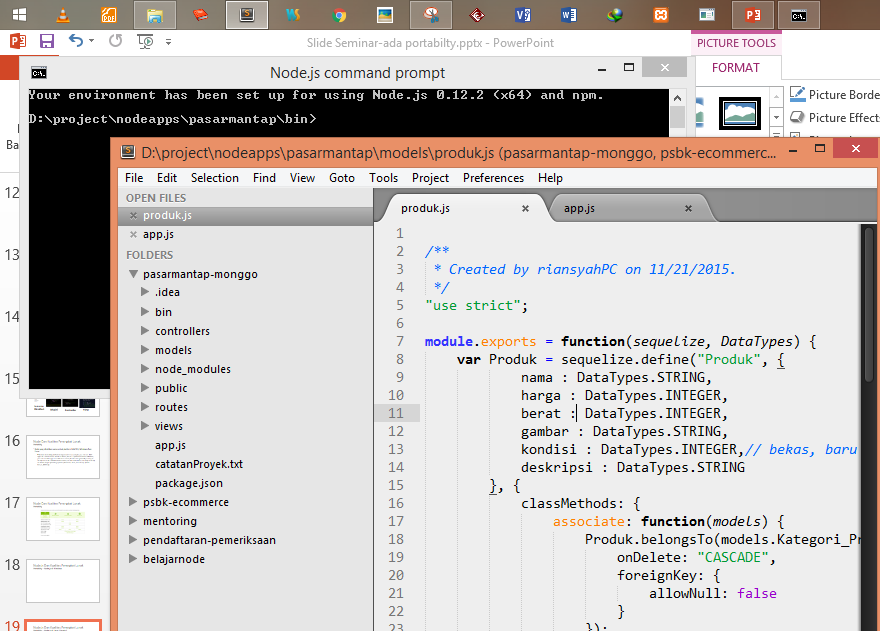 Slide Seminar-ada portabilty.pptx - PowerPoint
PICTURE TOOLS
FORMAT
Picture Borde
Picture Effect
Ba
12
13
14
15
16
17
18
19
Node.js command prompt
Your environment has been set up for using Node.js 0.12.2 (x64) and npm.
D:\project\nodeapps\pasarmantap\bin>
D:\project\nodeapps\pasarmantap\models\produk.js (pasarmantap-monggo, psbk-ecommerc...
File Edit Selection Find View Goto Tools Project Preferences Help
OPEN FILES
produk.js
app.js
FOLDERS
pasarmantap-monggo
.idea
bin
controllers
models
node_modules
public
routes
views
app.js
catatanProyek.txt
package.json
psbk-ecommerce
mentoring
pendaftaran-pemeriksaan
belajarnode
produk.js
app.js
1
2 /**
3 * Created by riansyahPC on 11/21/2015.
4 */
5 "use strict";
6
7 module.exports = function(sequelize, DataTypes) {
8 var Produk = sequelize.define("Produk", {
9 nama : DataTypes.STRING,
10 harga : DataTypes.INTEGER,
11 berat : DataTypes.INTEGER,
12 gambar : DataTypes.STRING,
13 kondisi : DataTypes.INTEGER,// bekas, baru
14 deskripsi : DataTypes.STRING
15 }, {
16 classMethods: {
17 associate: function(models) {
18 Produk.belongsTo(models.Kategori_Pr
19 onDelete: "CASCADE",
20 foreignKey: {
21 allowNull: false
22 }
23 });